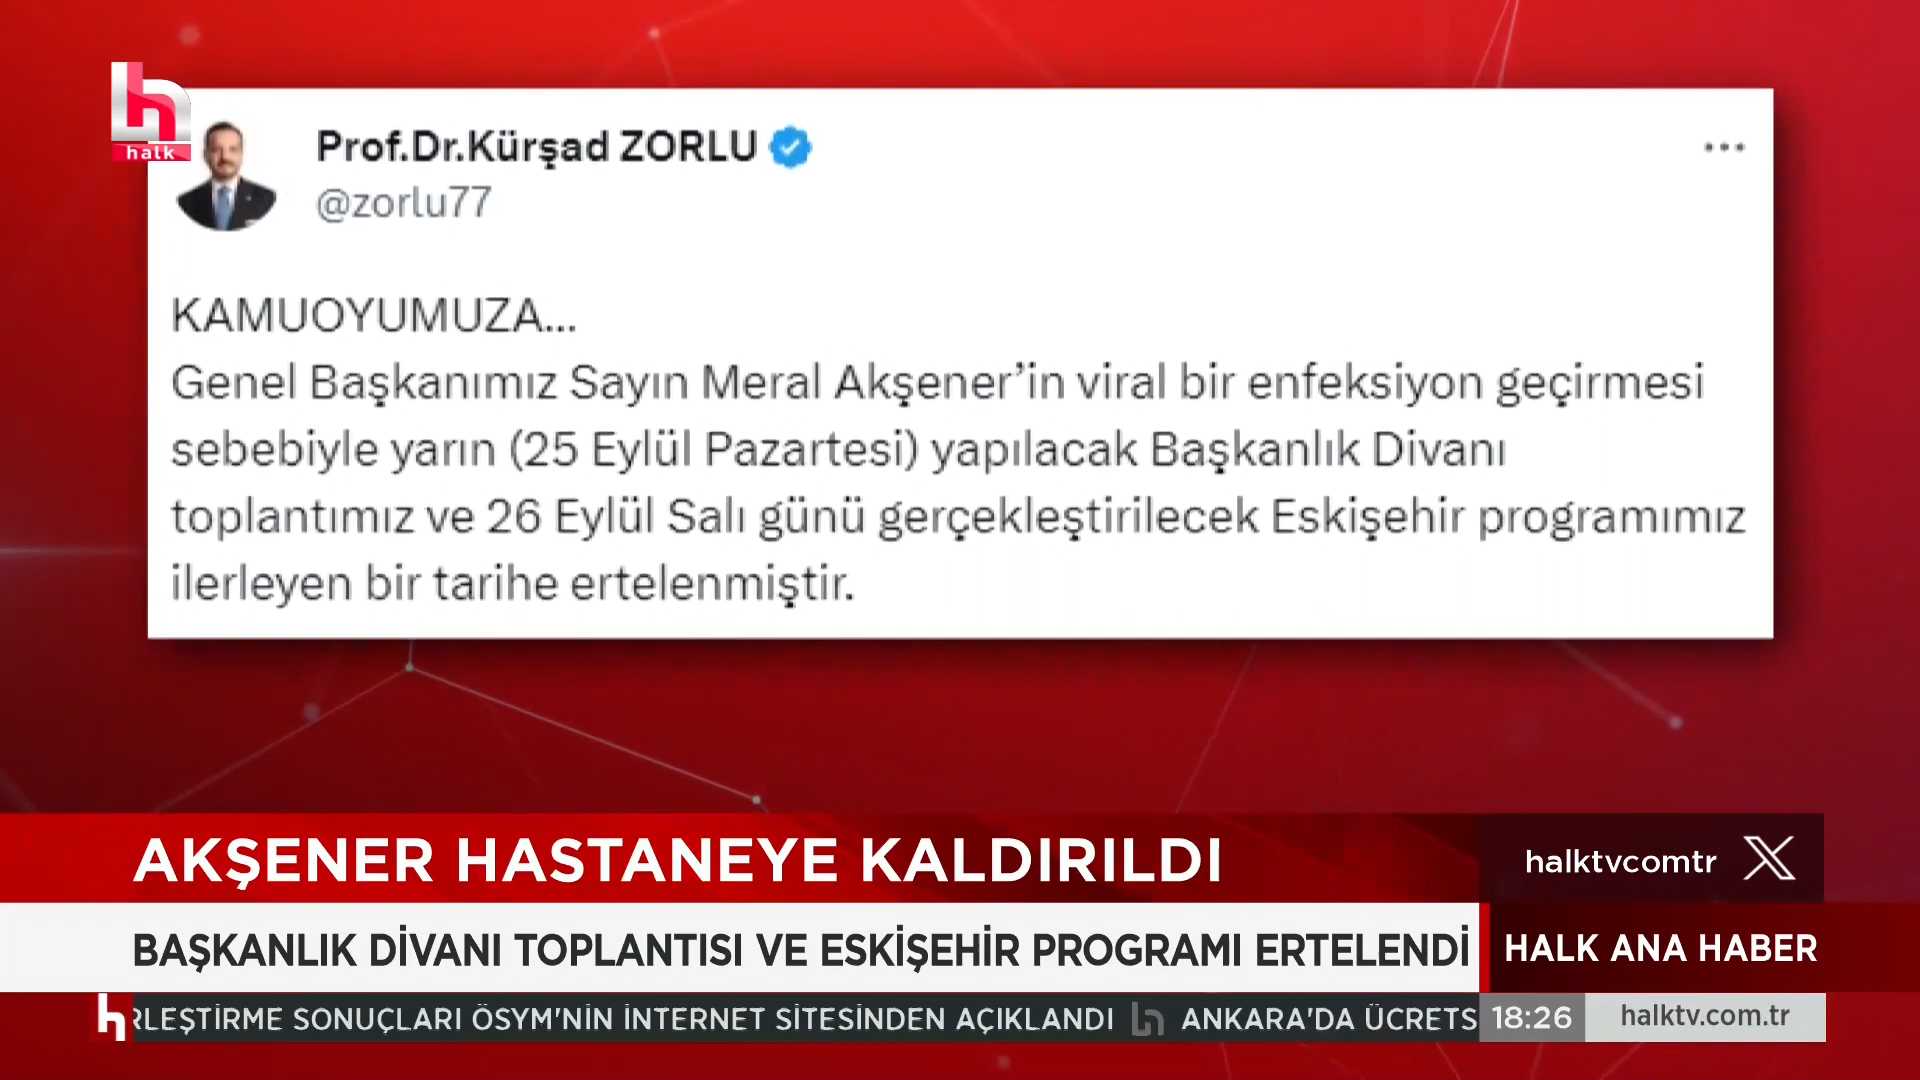 halk
Prof.Dr.Kürşad ZORLU
@zorlu77
KAMUOYUMUZA...
Genel Başkanımız Sayın Meral Akşener’in viral bir enfeksiyon geçirmesi
sebebiyle yarın (25 Eylül Pazartesi) yapılacak Başkanlık Divanı
toplantımız ve 26 Eylül Salı günü gerçekleştirilecek Eskişehir programımız
ilerleyen bir tarihe ertelenmiştir.
AKŞENER HASTANEYE KALDIRILDI
halktvcomtr
BAŞKANLIK DİVANI TOPLANTISI VE ESKİŞEHİR PROGRAMI ERTELENDİ
HALK ANA HABER
RLEŞTİRME SONUÇLARI ÖSYM'NİN İNTERNET SİTESİNDEN AÇIKLANDI ANKARA'DA ÜCRETS
18:26
halktv.com.tr